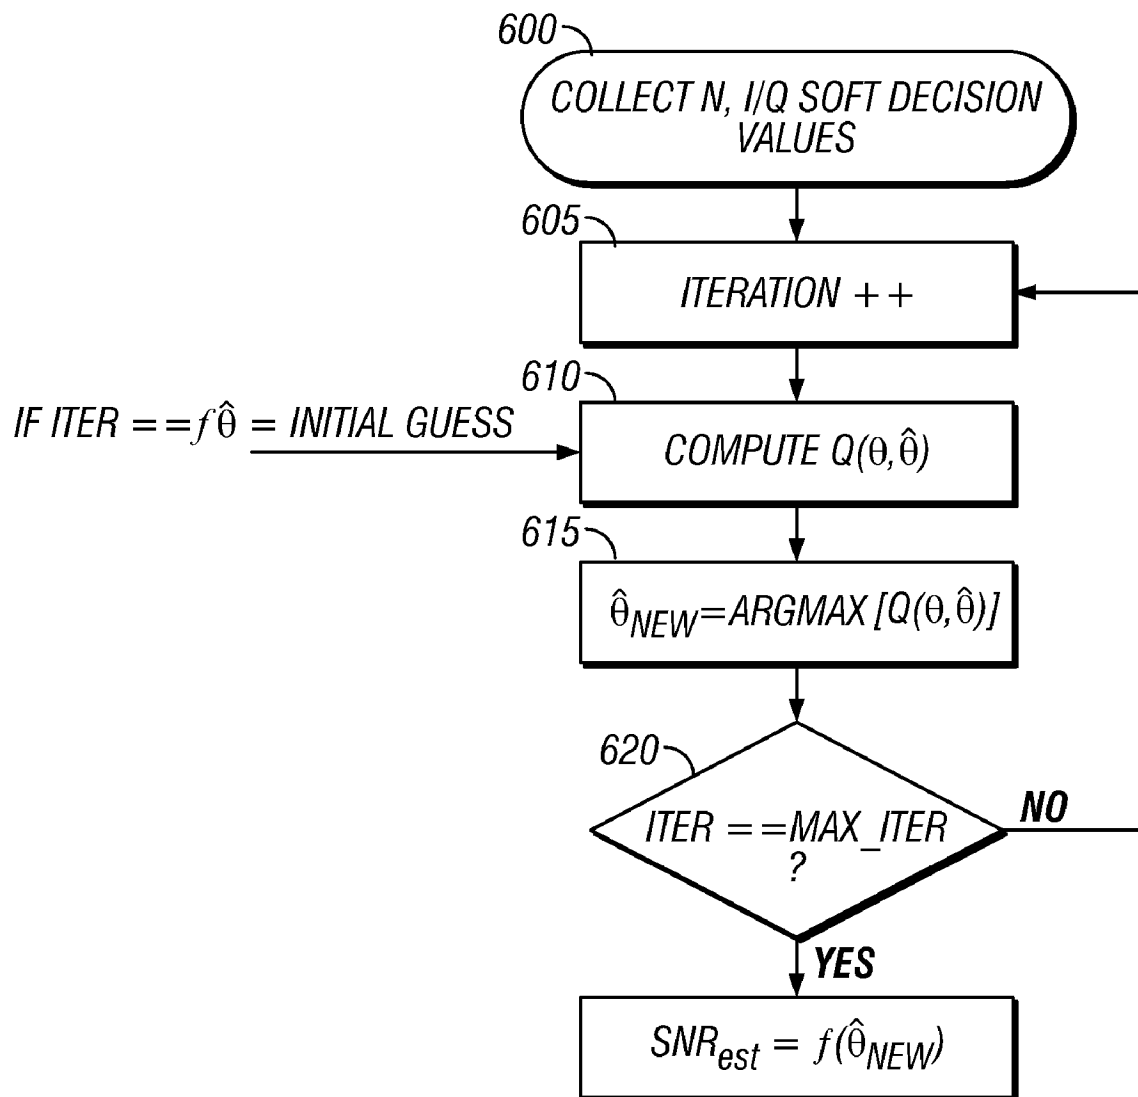 600
COLLECT N, I/Q SOFT DECISION
VALUES
605
ITERATION + +
610
IF ITER = =f θ̂ = INITIAL GUESS
COMPUTE Q(θ,θ̂)
615
θ̂NEW=ARGMAX [Q(θ,θ̂)]
620
ITER = =MAX_ITER
?
NO
YES
SNRest = f(θ̂NEW)